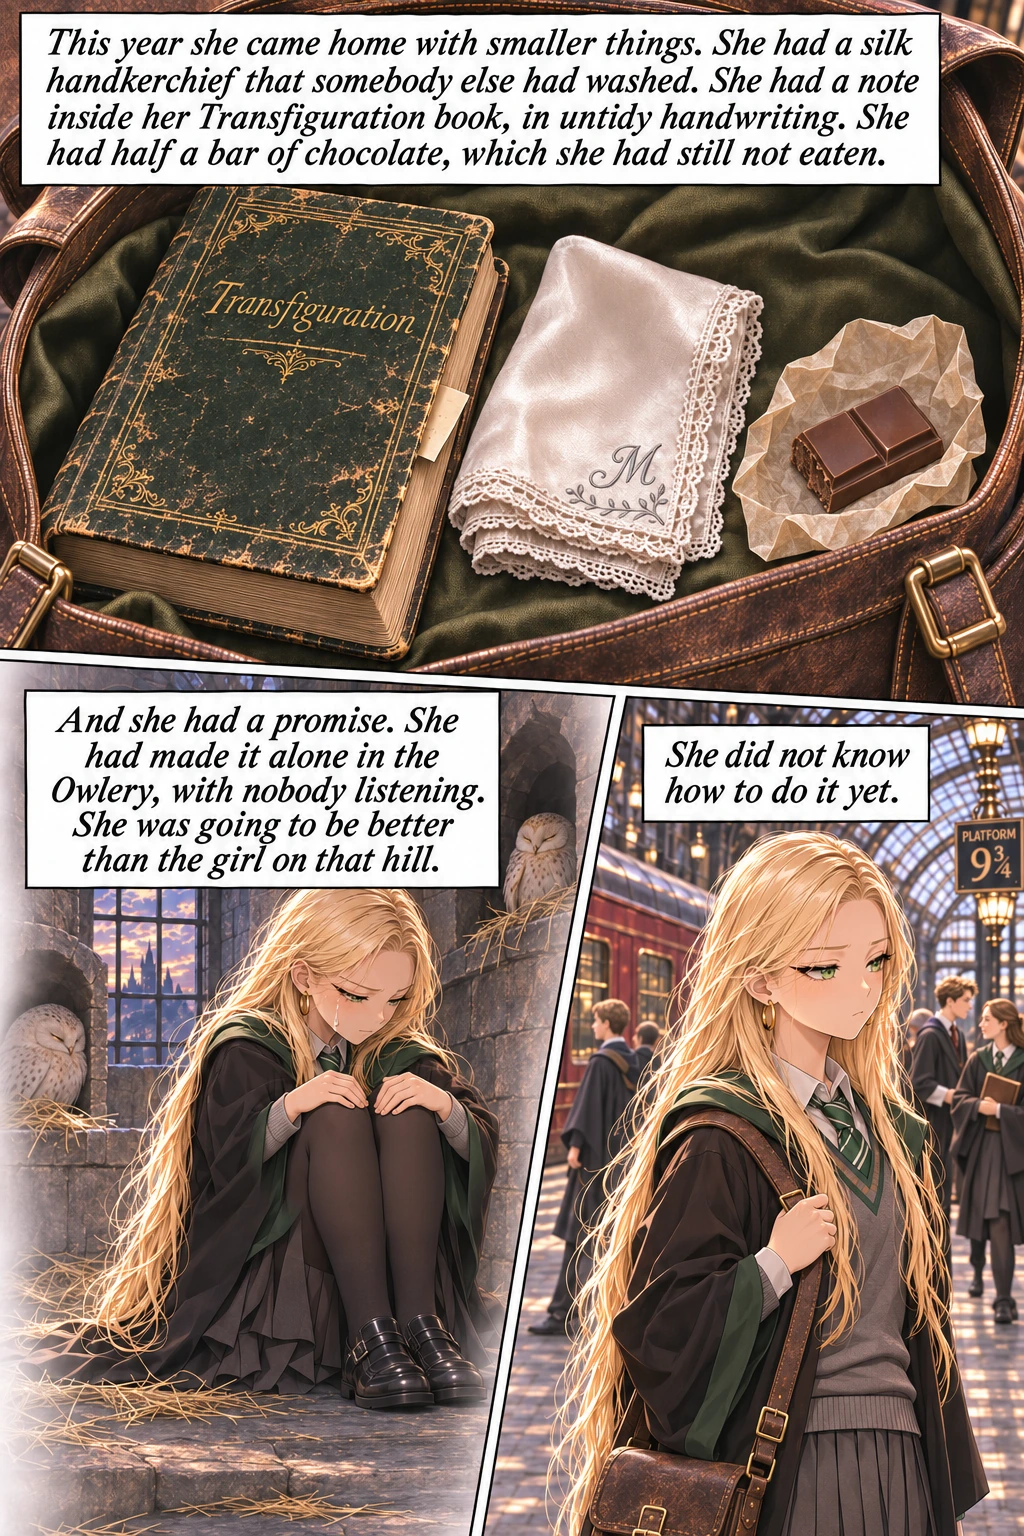 This year she came home with smaller things. She had a silk
handkerchief that somebody else had washed. She had a note
inside her Transfiguration book, in untidy handwriting. She
had half a bar of chocolate, which she had still not eaten.
Transfiguration
M
And she had a promise. She
had made it alone in the
Owlery, with nobody listening.
She was going to be better
than the girl on that hill.
She did not know
how to do it yet.
PLATFORM
9 3/4